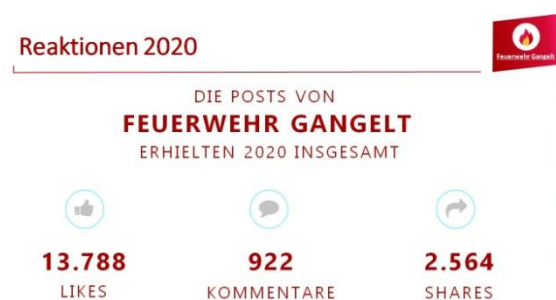 Reaktionen 2020
Feuerwehr Gangelt
DIE POSTS VON
FEUERWEHR GANGELT
ERHIELTEN 2020 INSGESAMT
13.788
922
2.564
LIKES
KOMMENTARE
SHARES